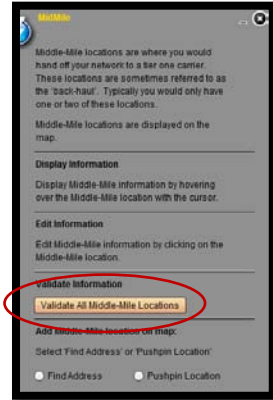 MidMile
Middle-Mile locations are where you would
hand off your network to a tier one carrier.
These locations are sometimes referred to as
the 'back-haul'. Typically you would only have
one or two of these locations.
Middle-Mile locations are displayed on the
map.
Display Information
Display Middle-Mile information by hovering
over the Middle-Mile location with the cursor.
Edit Information
Edit Middle-Mile information by clicking on the
Middle-Mile location.
Validate Information
Validate All Middle-Mile Locations
Add Middle-Mile location on map:
Select 'Find Address' or 'Pushpin Location'
Find Address Pushpin Location